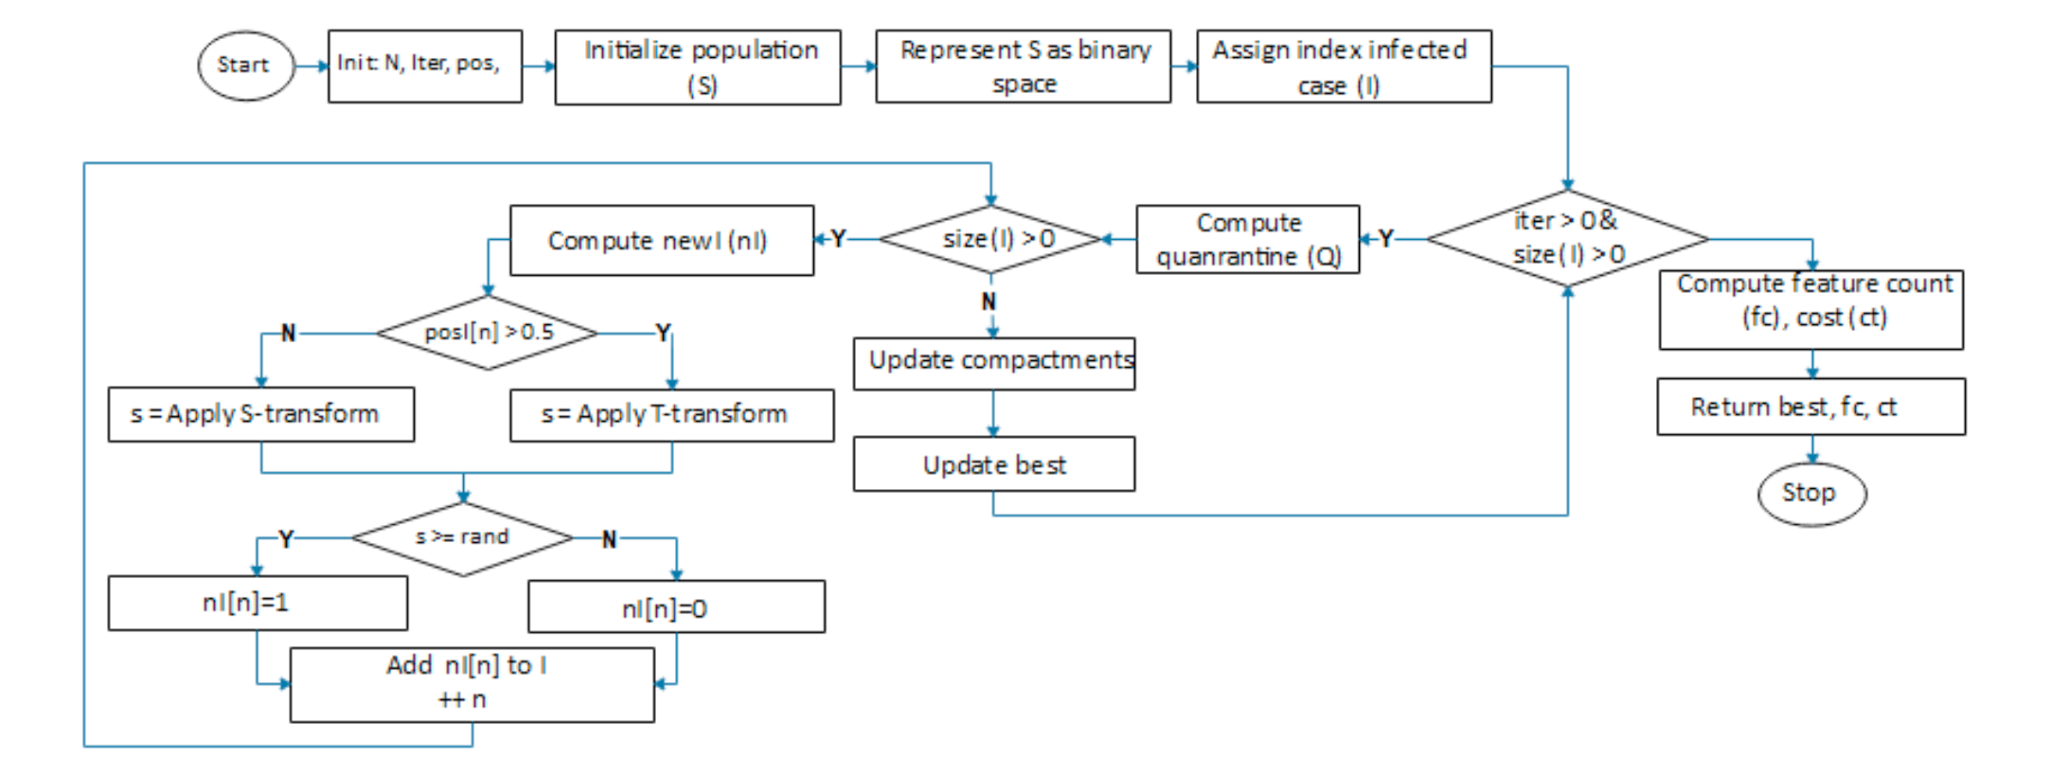 Start
Init: N, Iter, pos,
Initialize population
(S)
Represent S as binary
space
Assign index infected
case (I)
iter > 0 &
size(I) > 0
Y
Compute
quanrantine (Q)
size(I) > 0
Y
Compute new I (nI)
N
Update compactments
Update best
posI[n] > 0.5
N
Y
s = Apply S-transform
s = Apply T-transform
s >= rand
Y
N
nI[n]=1
nI[n]=0
Add nI[n] to I
++ n
Compute feature count
(fc), cost (ct)
Return best, fc, ct
Stop